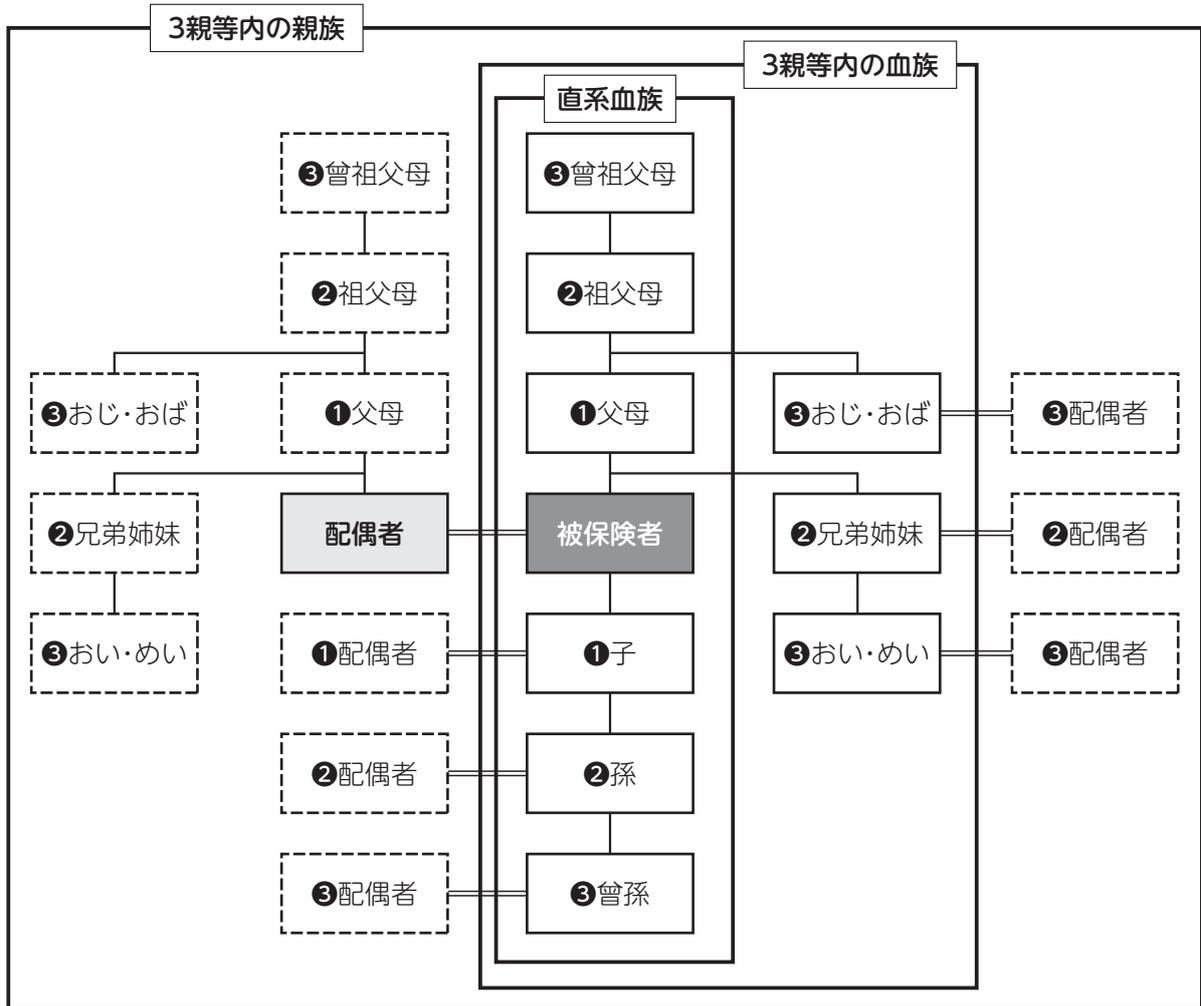 3親等内の親族
3親等内の血族
直系血族
❸曾祖父母
❸曾祖父母
❷祖父母
❷祖父母
❸おじ・おば
❶父母
❶父母
❸おじ・おば
❸配偶者
❷兄弟姉妹
配偶者
被保険者
❷兄弟姉妹
❷配偶者
❸おい・めい
❶配偶者
❶子
❸おい・めい
❸配偶者
❷配偶者
❷孫
❸配偶者
❸曾孫